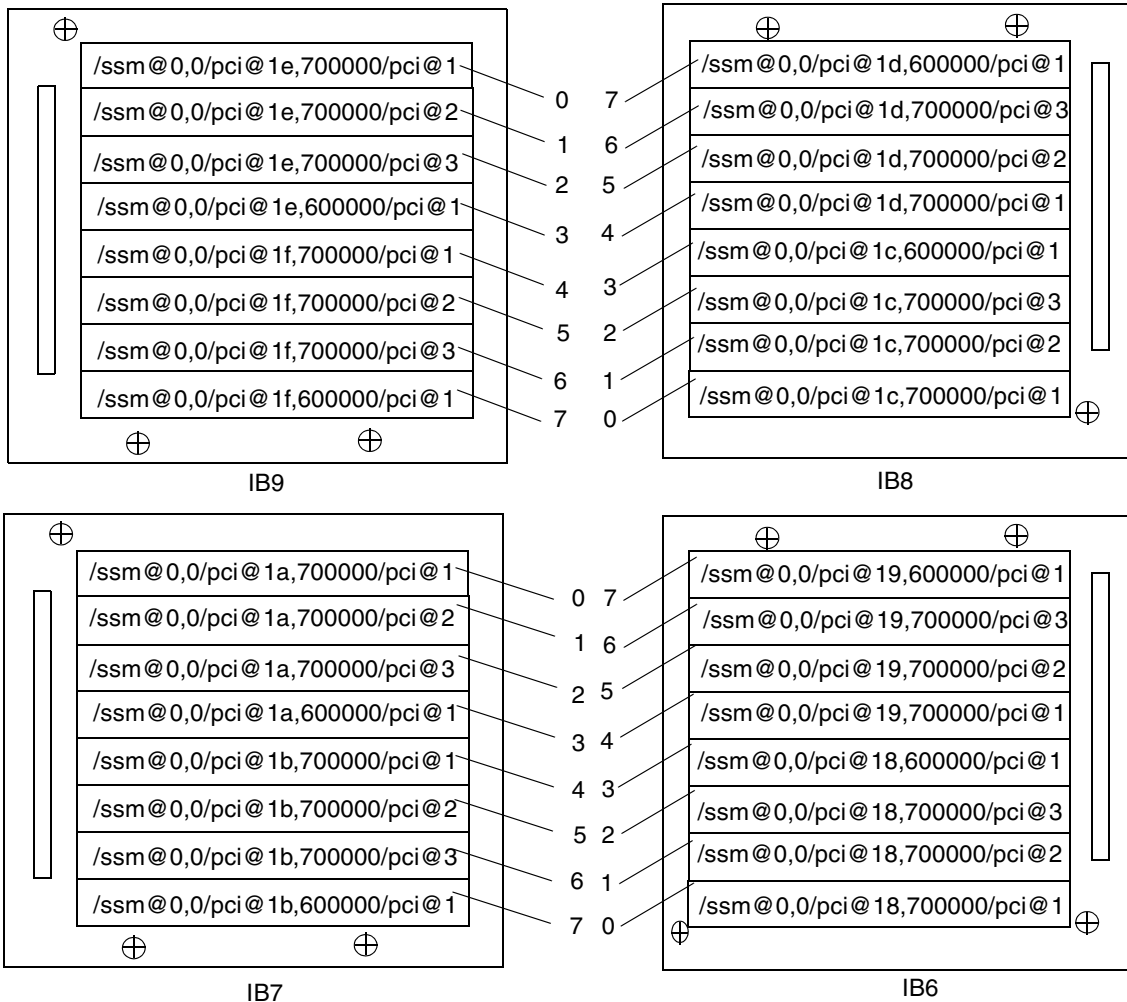 /ssm@0,0/pci@1e,700000/pci@1
/ssm@0,0/pci@1e,700000/pci@2
/ssm@0,0/pci@1e,700000/pci@3
/ssm@0,0/pci@1e,600000/pci@1
/ssm@0,0/pci@1f,700000/pci@1
/ssm@0,0/pci@1f,700000/pci@2
/ssm@0,0/pci@1f,700000/pci@3
/ssm@0,0/pci@1f,600000/pci@1
0
1
2
3
4
5
6
7
IB9
7
6
5
4
3
2
1
0
/ssm@0,0/pci@1d,600000/pci@1
/ssm@0,0/pci@1d,700000/pci@3
/ssm@0,0/pci@1d,700000/pci@2
/ssm@0,0/pci@1d,700000/pci@1
/ssm@0,0/pci@1c,600000/pci@1
/ssm@0,0/pci@1c,700000/pci@3
/ssm@0,0/pci@1c,700000/pci@2
/ssm@0,0/pci@1c,700000/pci@1
IB8
/ssm@0,0/pci@1a,700000/pci@1
/ssm@0,0/pci@1a,700000/pci@2
/ssm@0,0/pci@1a,700000/pci@3
/ssm@0,0/pci@1a,600000/pci@1
/ssm@0,0/pci@1b,700000/pci@1
/ssm@0,0/pci@1b,700000/pci@2
/ssm@0,0/pci@1b,700000/pci@3
/ssm@0,0/pci@1b,600000/pci@1
0
1
2
3
4
5
6
7
IB7
7
6
5
4
3
2
1
0
/ssm@0,0/pci@19,600000/pci@1
/ssm@0,0/pci@19,700000/pci@3
/ssm@0,0/pci@19,700000/pci@2
/ssm@0,0/pci@19,700000/pci@1
/ssm@0,0/pci@18,600000/pci@1
/ssm@0,0/pci@18,700000/pci@3
/ssm@0,0/pci@18,700000/pci@2
/ssm@0,0/pci@18,700000/pci@1
IB6